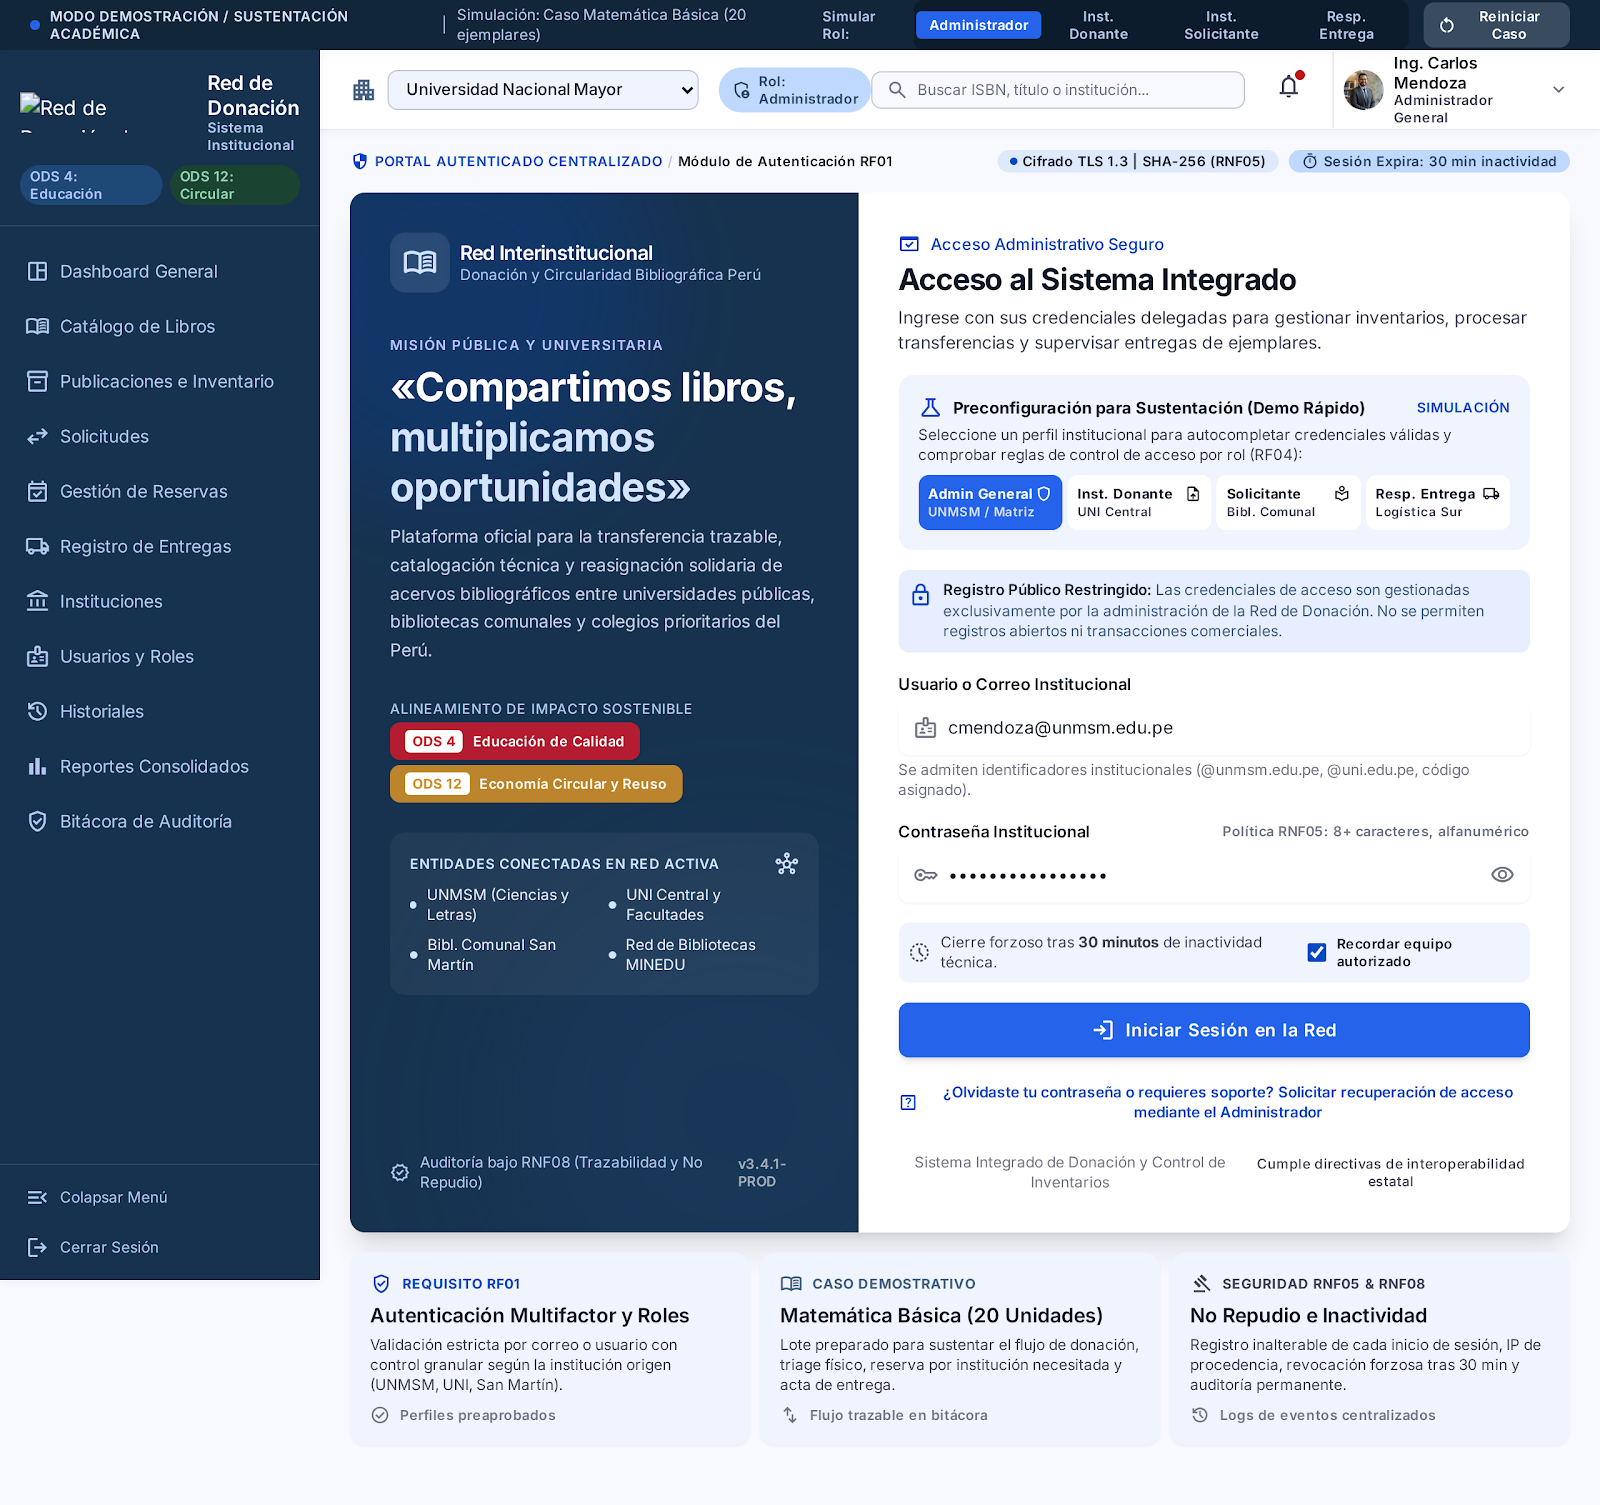 MODO DEMOSTRACIÓN / SUSTENTACIÓN
ACADÉMICA
Simulación: Caso Matemática Básica (20
ejemplares)
Simular
Rol:
Administrador
Inst.
Donante
Inst.
Solicitante
Resp.
Entrega
Reiniciar
Caso
Red de
Red de
Donación
Sistema
Institucional
ODS 4:
Educación
ODS 12:
Circular
Dashboard General
Catálogo de Libros
Publicaciones e Inventario
Solicitudes
Gestión de Reservas
Registro de Entregas
Instituciones
Usuarios y Roles
Historiales
Reportes Consolidados
Bitácora de Auditoría
Colapsar Menú
Cerrar Sesión
Universidad Nacional Mayor
Rol:
Administrador
Buscar ISBN, título o institución...
Ing. Carlos
Mendoza
Administrador
General
PORTAL AUTENTICADO CENTRALIZADO / Módulo de Autenticación RF01
Cifrado TLS 1.3 | SHA-256 (RNF05)
Sesión Expira: 30 min inactividad
Red Interinstitucional
Donación y Circularidad Bibliográfica Perú
MISIÓN PÚBLICA Y UNIVERSITARIA
«Compartimos libros,
multiplicamos
oportunidades»
Plataforma oficial para la transferencia trazable,
catalogación técnica y reasignación solidaria de
acervos bibliográficos entre universidades públicas,
bibliotecas comunales y colegios prioritarios del
Perú.
ALINEAMIENTO DE IMPACTO SOSTENIBLE
ODS 4 Educación de Calidad
ODS 12 Economía Circular y Reuso
ENTIDADES CONECTADAS EN RED ACTIVA
UNMSM (Ciencias y
Letras)
UNI Central y
Facultades
Bibl. Comunal San
Martín
Red de Bibliotecas
MINEDU
Auditoría bajo RNF08 (Trazabilidad y No
Repudio)
v3.4.1-
PROD
Acceso Administrativo Seguro
Acceso al Sistema Integrado
Ingrese con sus credenciales delegadas para gestionar inventarios, procesar
transferencias y supervisar entregas de ejemplares.
Preconfiguración para Sustentación (Demo Rápido)
SIMULACIÓN
Seleccione un perfil institucional para autocompletar credenciales válidas y
comprobar reglas de control de acceso por rol (RF04):
Admin General
UNMSM / Matriz
Inst. Donante
UNI Central
Solicitante
Bibl. Comunal
Resp. Entrega
Logística Sur
Registro Público Restringido: Las credenciales de acceso son gestionadas
exclusivamente por la administración de la Red de Donación. No se permiten
registros abiertos ni transacciones comerciales.
Usuario o Correo Institucional
cmendoza@unmsm.edu.pe
Se admiten identificadores institucionales (@unmsm.edu.pe, @uni.edu.pe, código
asignado).
Contraseña Institucional
Política RNF05: 8+ caracteres, alfanumérico
••••••••••••••••
Cierre forzoso tras 30 minutos de inactividad
técnica.
Recordar equipo
autorizado
Iniciar Sesión en la Red
¿Olvidaste tu contraseña o requieres soporte? Solicitar recuperación de acceso
mediante el Administrador
Sistema Integrado de Donación y Control de
Inventarios
Cumple directivas de interoperabilidad
estatal
REQUISITO RF01
Autenticación Multifactor y Roles
Validación estricta por correo o usuario con
control granular según la institución origen
(UNMSM, UNI, San Martín).
Perfiles preaprobados
CASO DEMOSTRATIVO
Matemática Básica (20 Unidades)
Lote preparado para sustentar el flujo de donación,
triage físico, reserva por institución necesitada y
acta de entrega.
Flujo trazable en bitácora
SEGURIDAD RNF05 & RNF08
No Repudio e Inactividad
Registro inalterable de cada inicio de sesión, IP de
procedencia, revocación forzosa tras 30 min y
auditoría permanente.
Logs de eventos centralizados